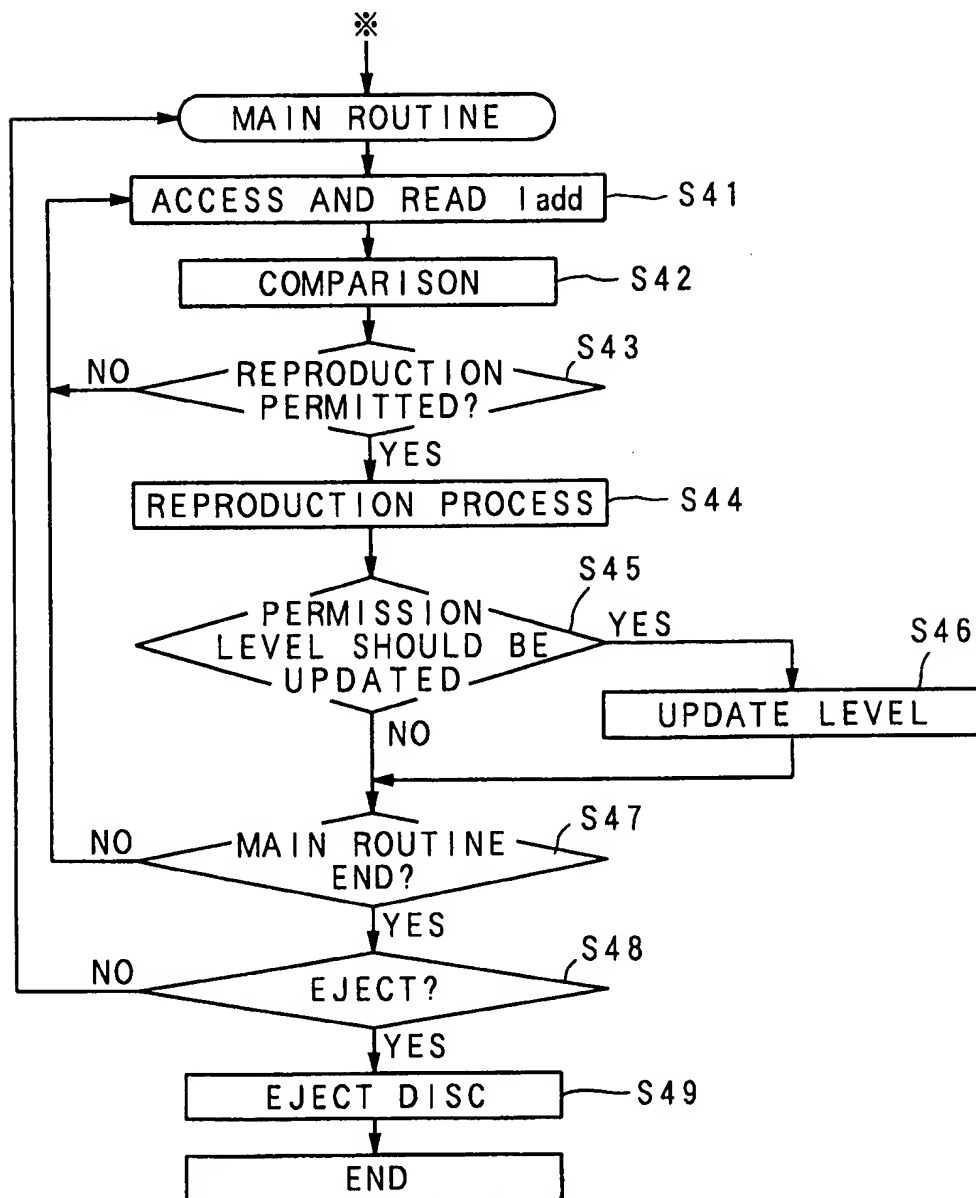 ※
MAIN ROUTINE
ACCESS AND READ Iadd
S41
COMPARISON
S42
S43
NO
REPRODUCTION
PERMITTED?
YES
REPRODUCTION PROCESS
S44
S45
PERMISSION
LEVEL SHOULD BE
UPDATED
YES
S46
UPDATE LEVEL
NO
S47
NO
MAIN ROUTINE
END?
YES
S48
NO
EJECT?
YES
EJECT DISC
S49
END